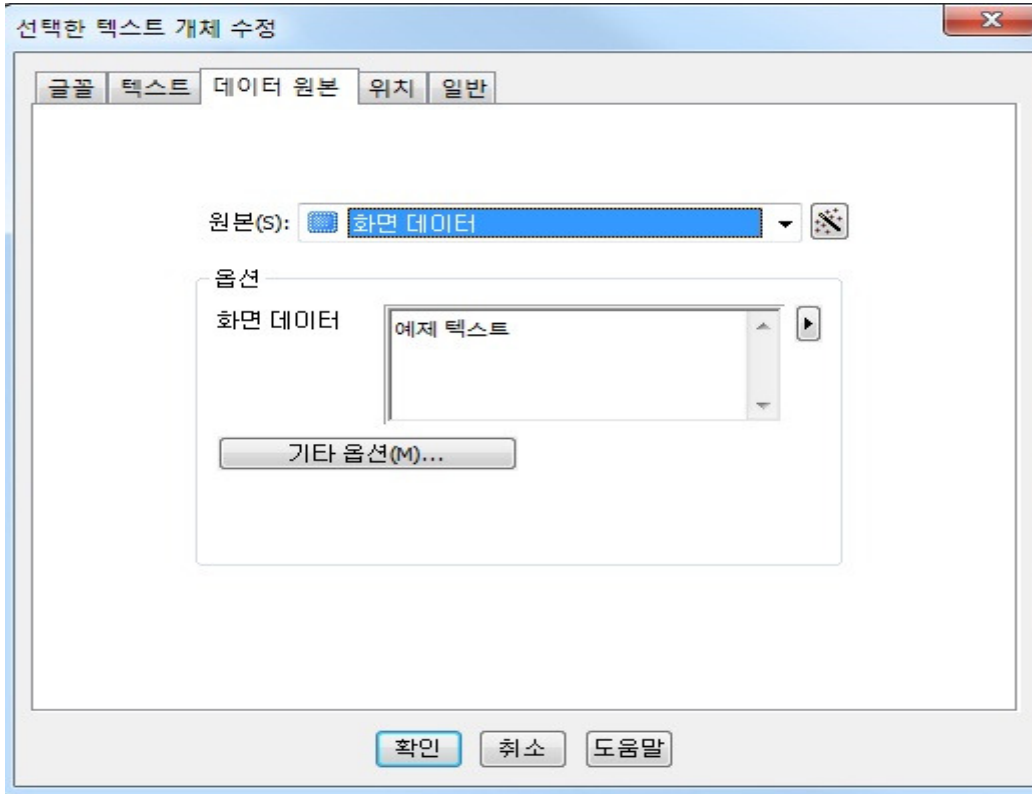 선택한 텍스트 개체 수정
글꼴 텍스트 데이터 원본 위치 일반
원본(S): 화면 데이터
옵션
화면 데이터 예제 텍스트
기타 옵션(M)...
확인 취소 도움말